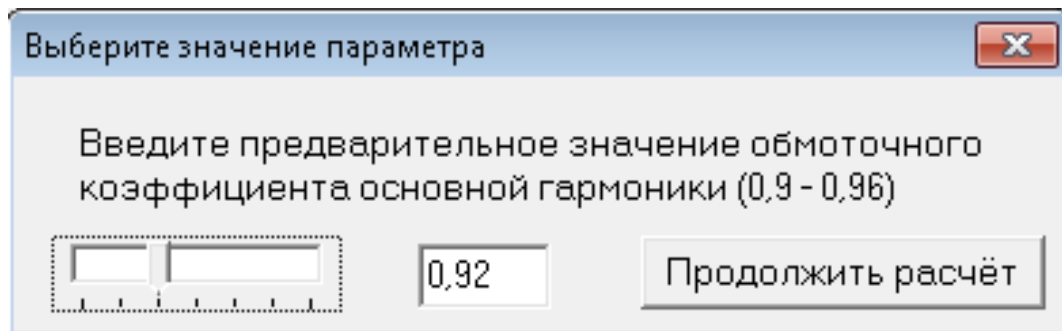 Выберите значение параметра
Введите предварительное значение обмоточного
коэффициента основной гармоники (0,9 - 0,96)
0,92
Продолжить расчёт